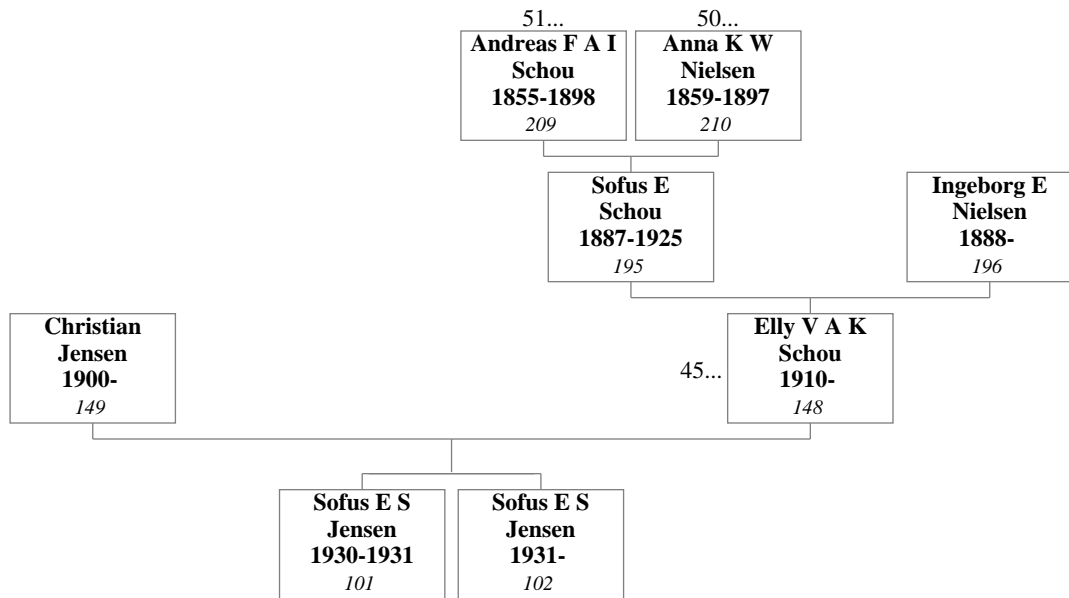 51...
50...
Andreas F A I
Schou
1855-1898
209
Anna K W
Nielsen
1859-1897
210
Sofus E
Schou
1887-1925
195
Ingeborg E
Nielsen
1888-
196
Christian
Jensen
1900-
149
45...
Elly V A K
Schou
1910-
148
Sofus E S
Jensen
1930-1931
101
Sofus E S
Jensen
1931-
102